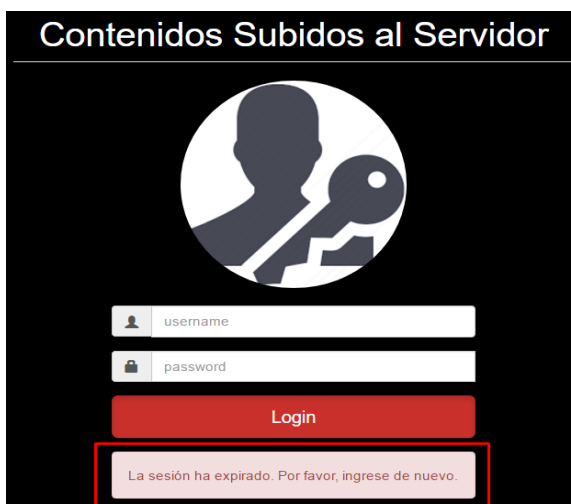 Contenidos Subidos al Servidor
username
password
Login
La sesión ha expirado. Por favor, ingrese de nuevo.